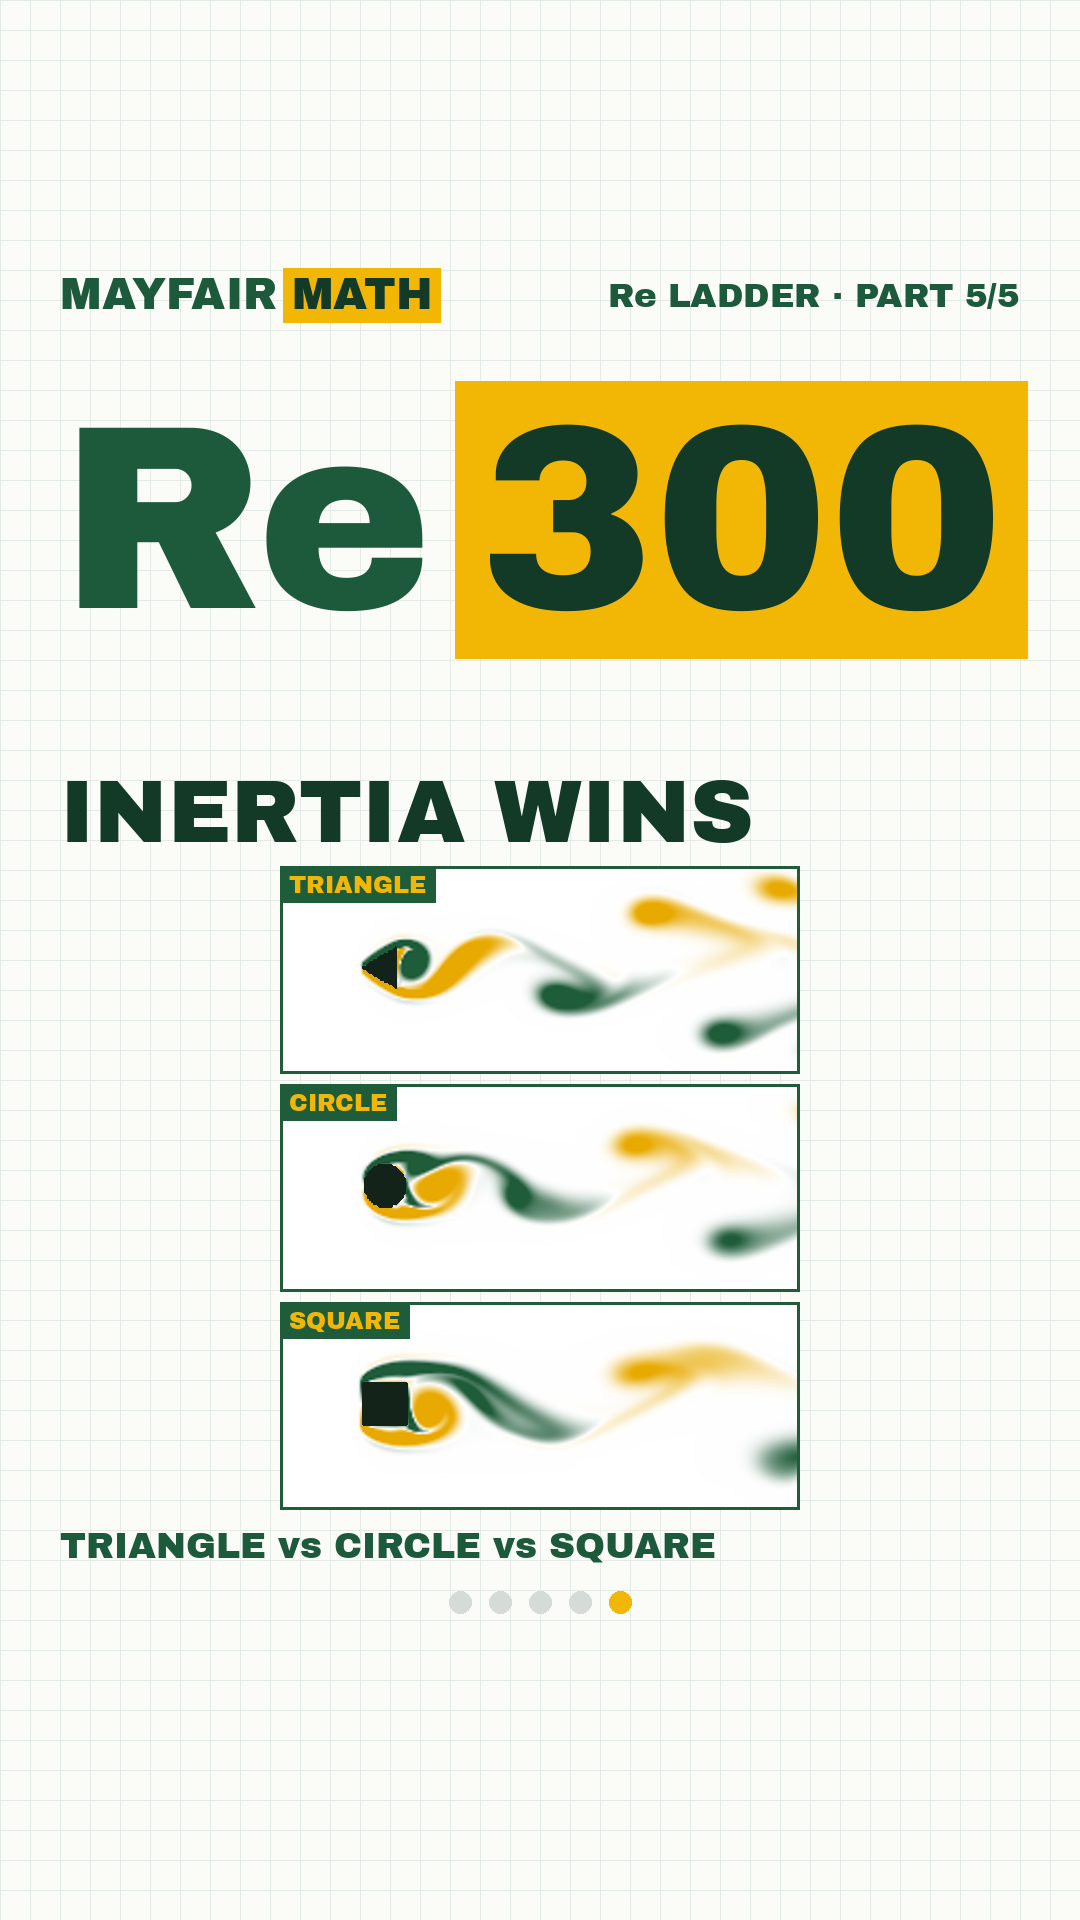 MAYFAIR MATH
Re LADDER · PART 5/5
Re 300
INERTIA WINS
TRIANGLE
CIRCLE
SQUARE
TRIANGLE vs CIRCLE vs SQUARE